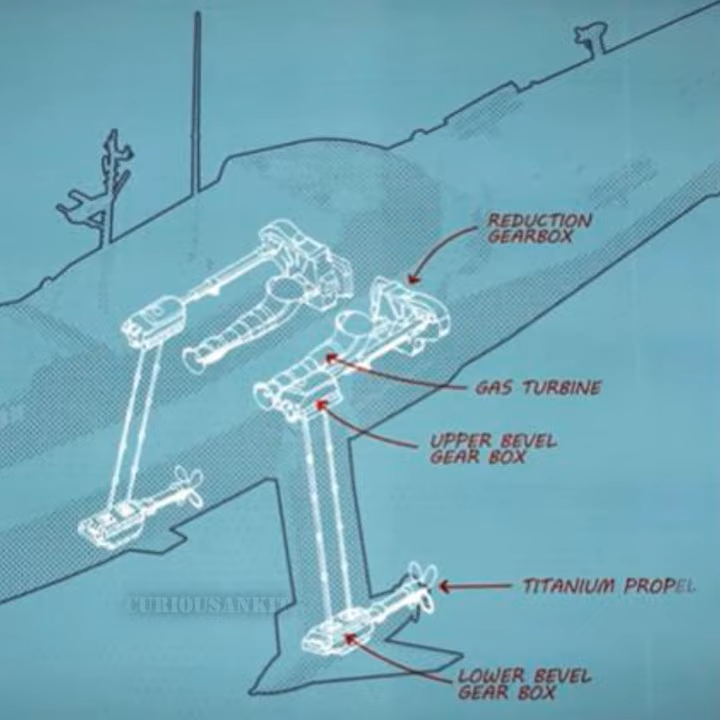 REDUCTION
GEARBOX
GAS TURBINE
UPPER BEVEL
GEAR BOX
TITANIUM PROPEL
CURIOUSANKIT
LOWER BEVEL
GEAR BOX